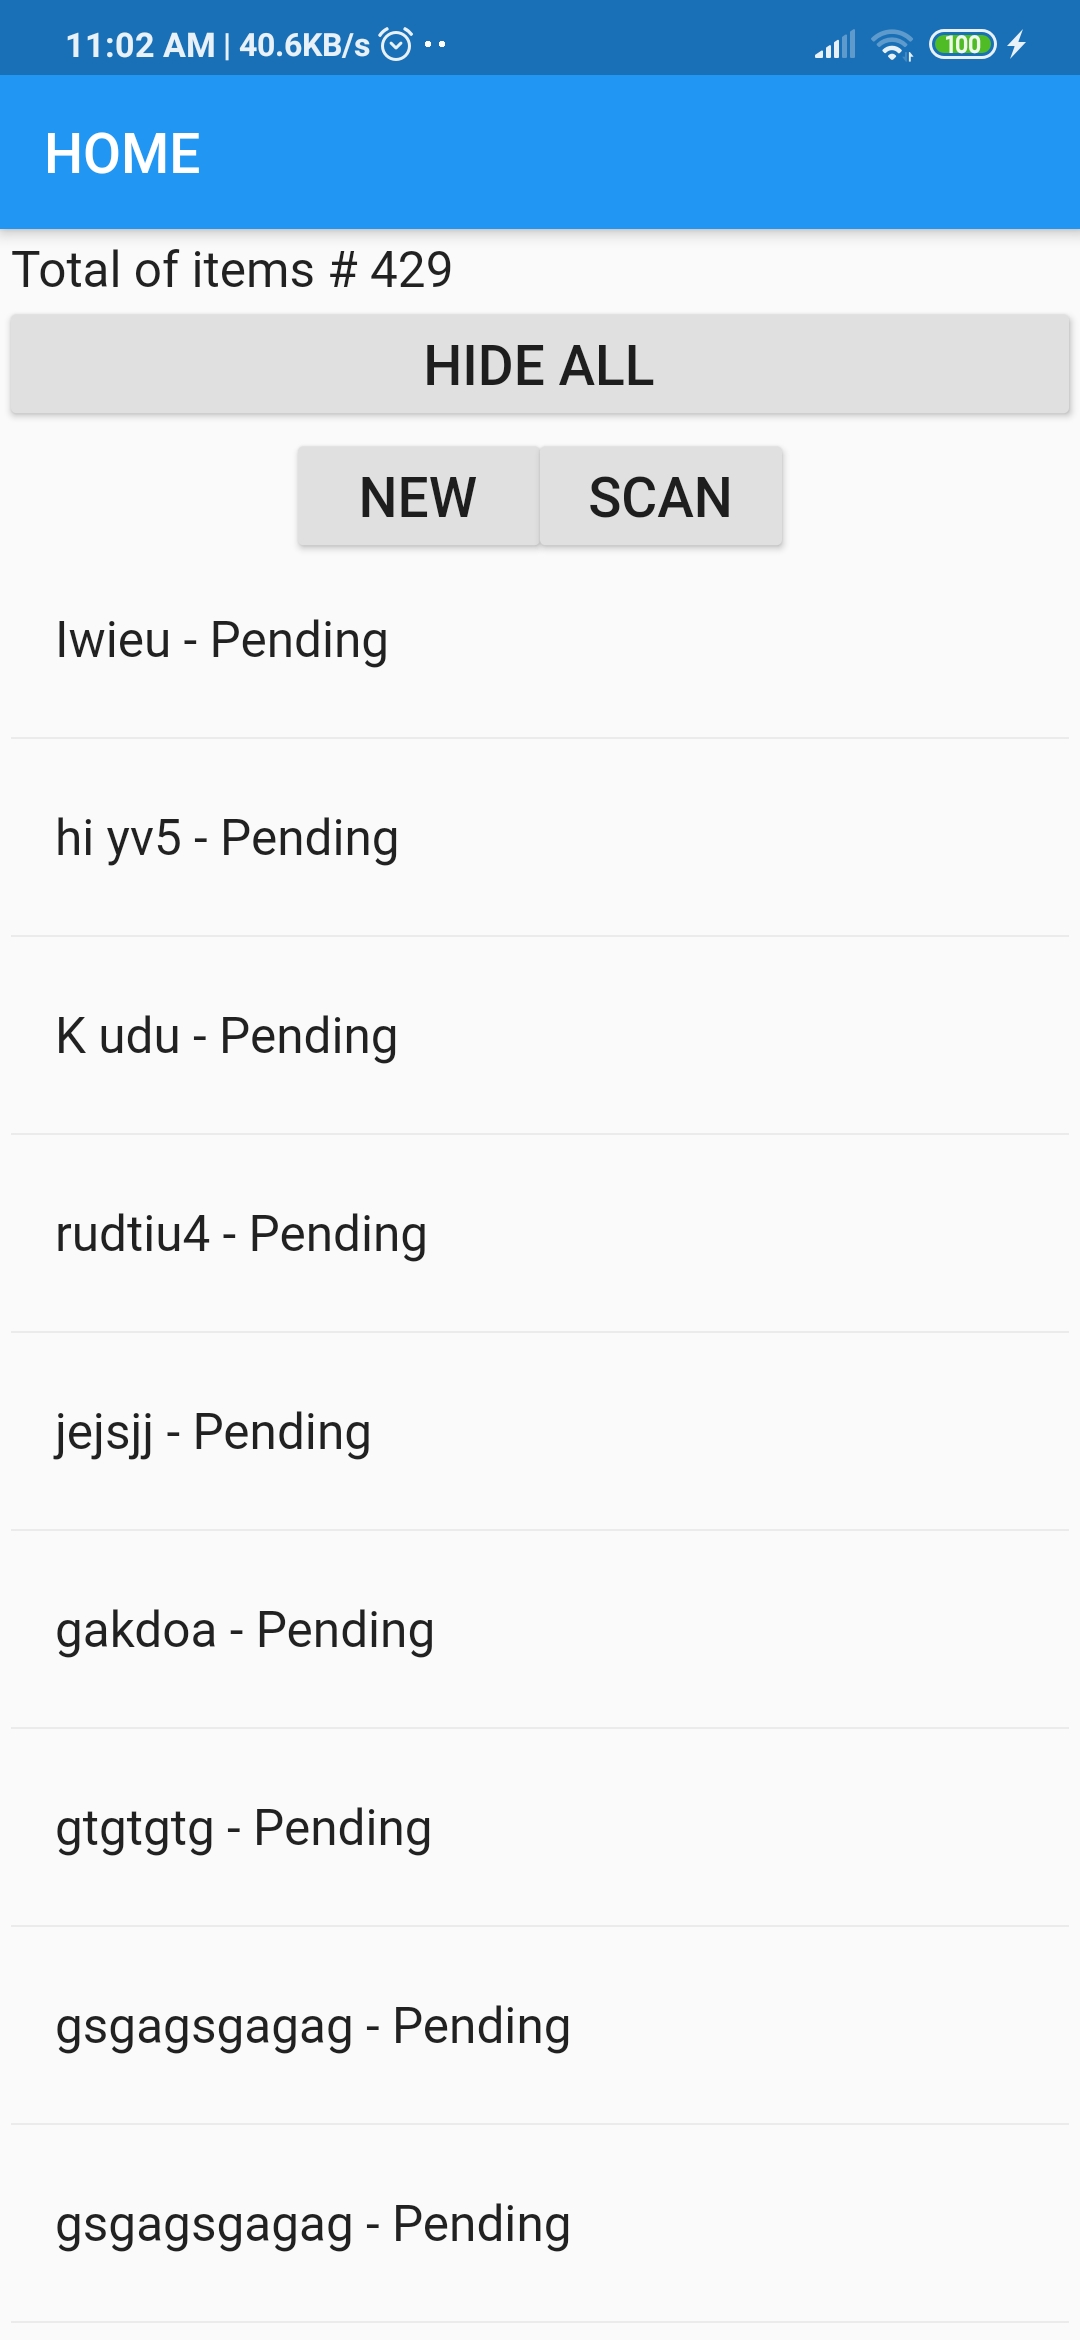 11:02 AM | 40.6KB/s 100
HOME
Total of items # 429
HIDE ALL
NEW SCAN
Iwieu - Pending
hi yv5 - Pending
K udu - Pending
rudtiu4 - Pending
jejsjj - Pending
gakdoa - Pending
gtgtgtg - Pending
gsgagsgagag - Pending
gsgagsgagag - Pending